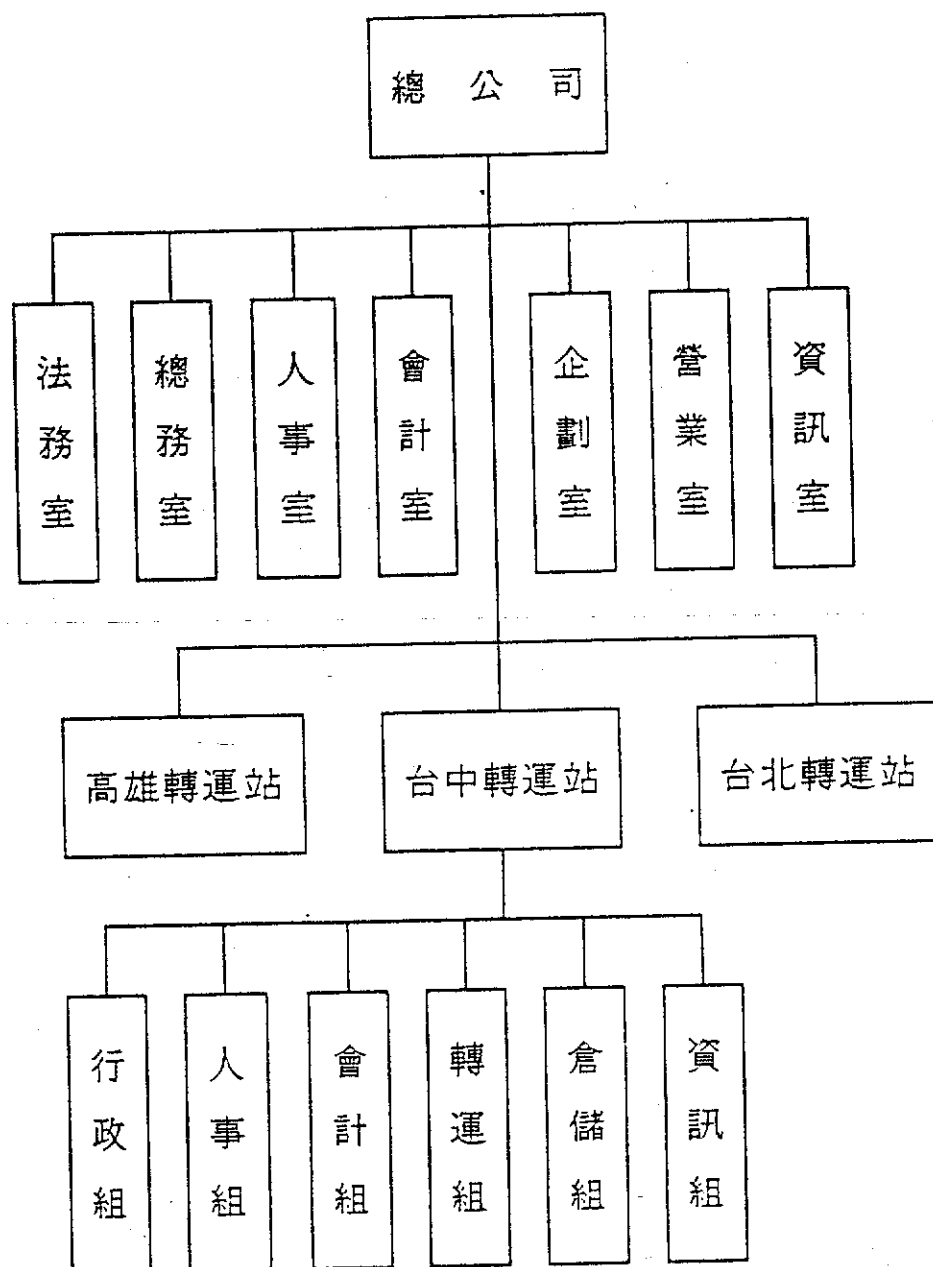 總公司
法務室
總務室
人事室
會計室
企劃室
營業室
資訊室
高雄轉運站
台中轉運站
台北轉運站
行政組
人事組
會計組
轉運組
倉儲組
資訊組